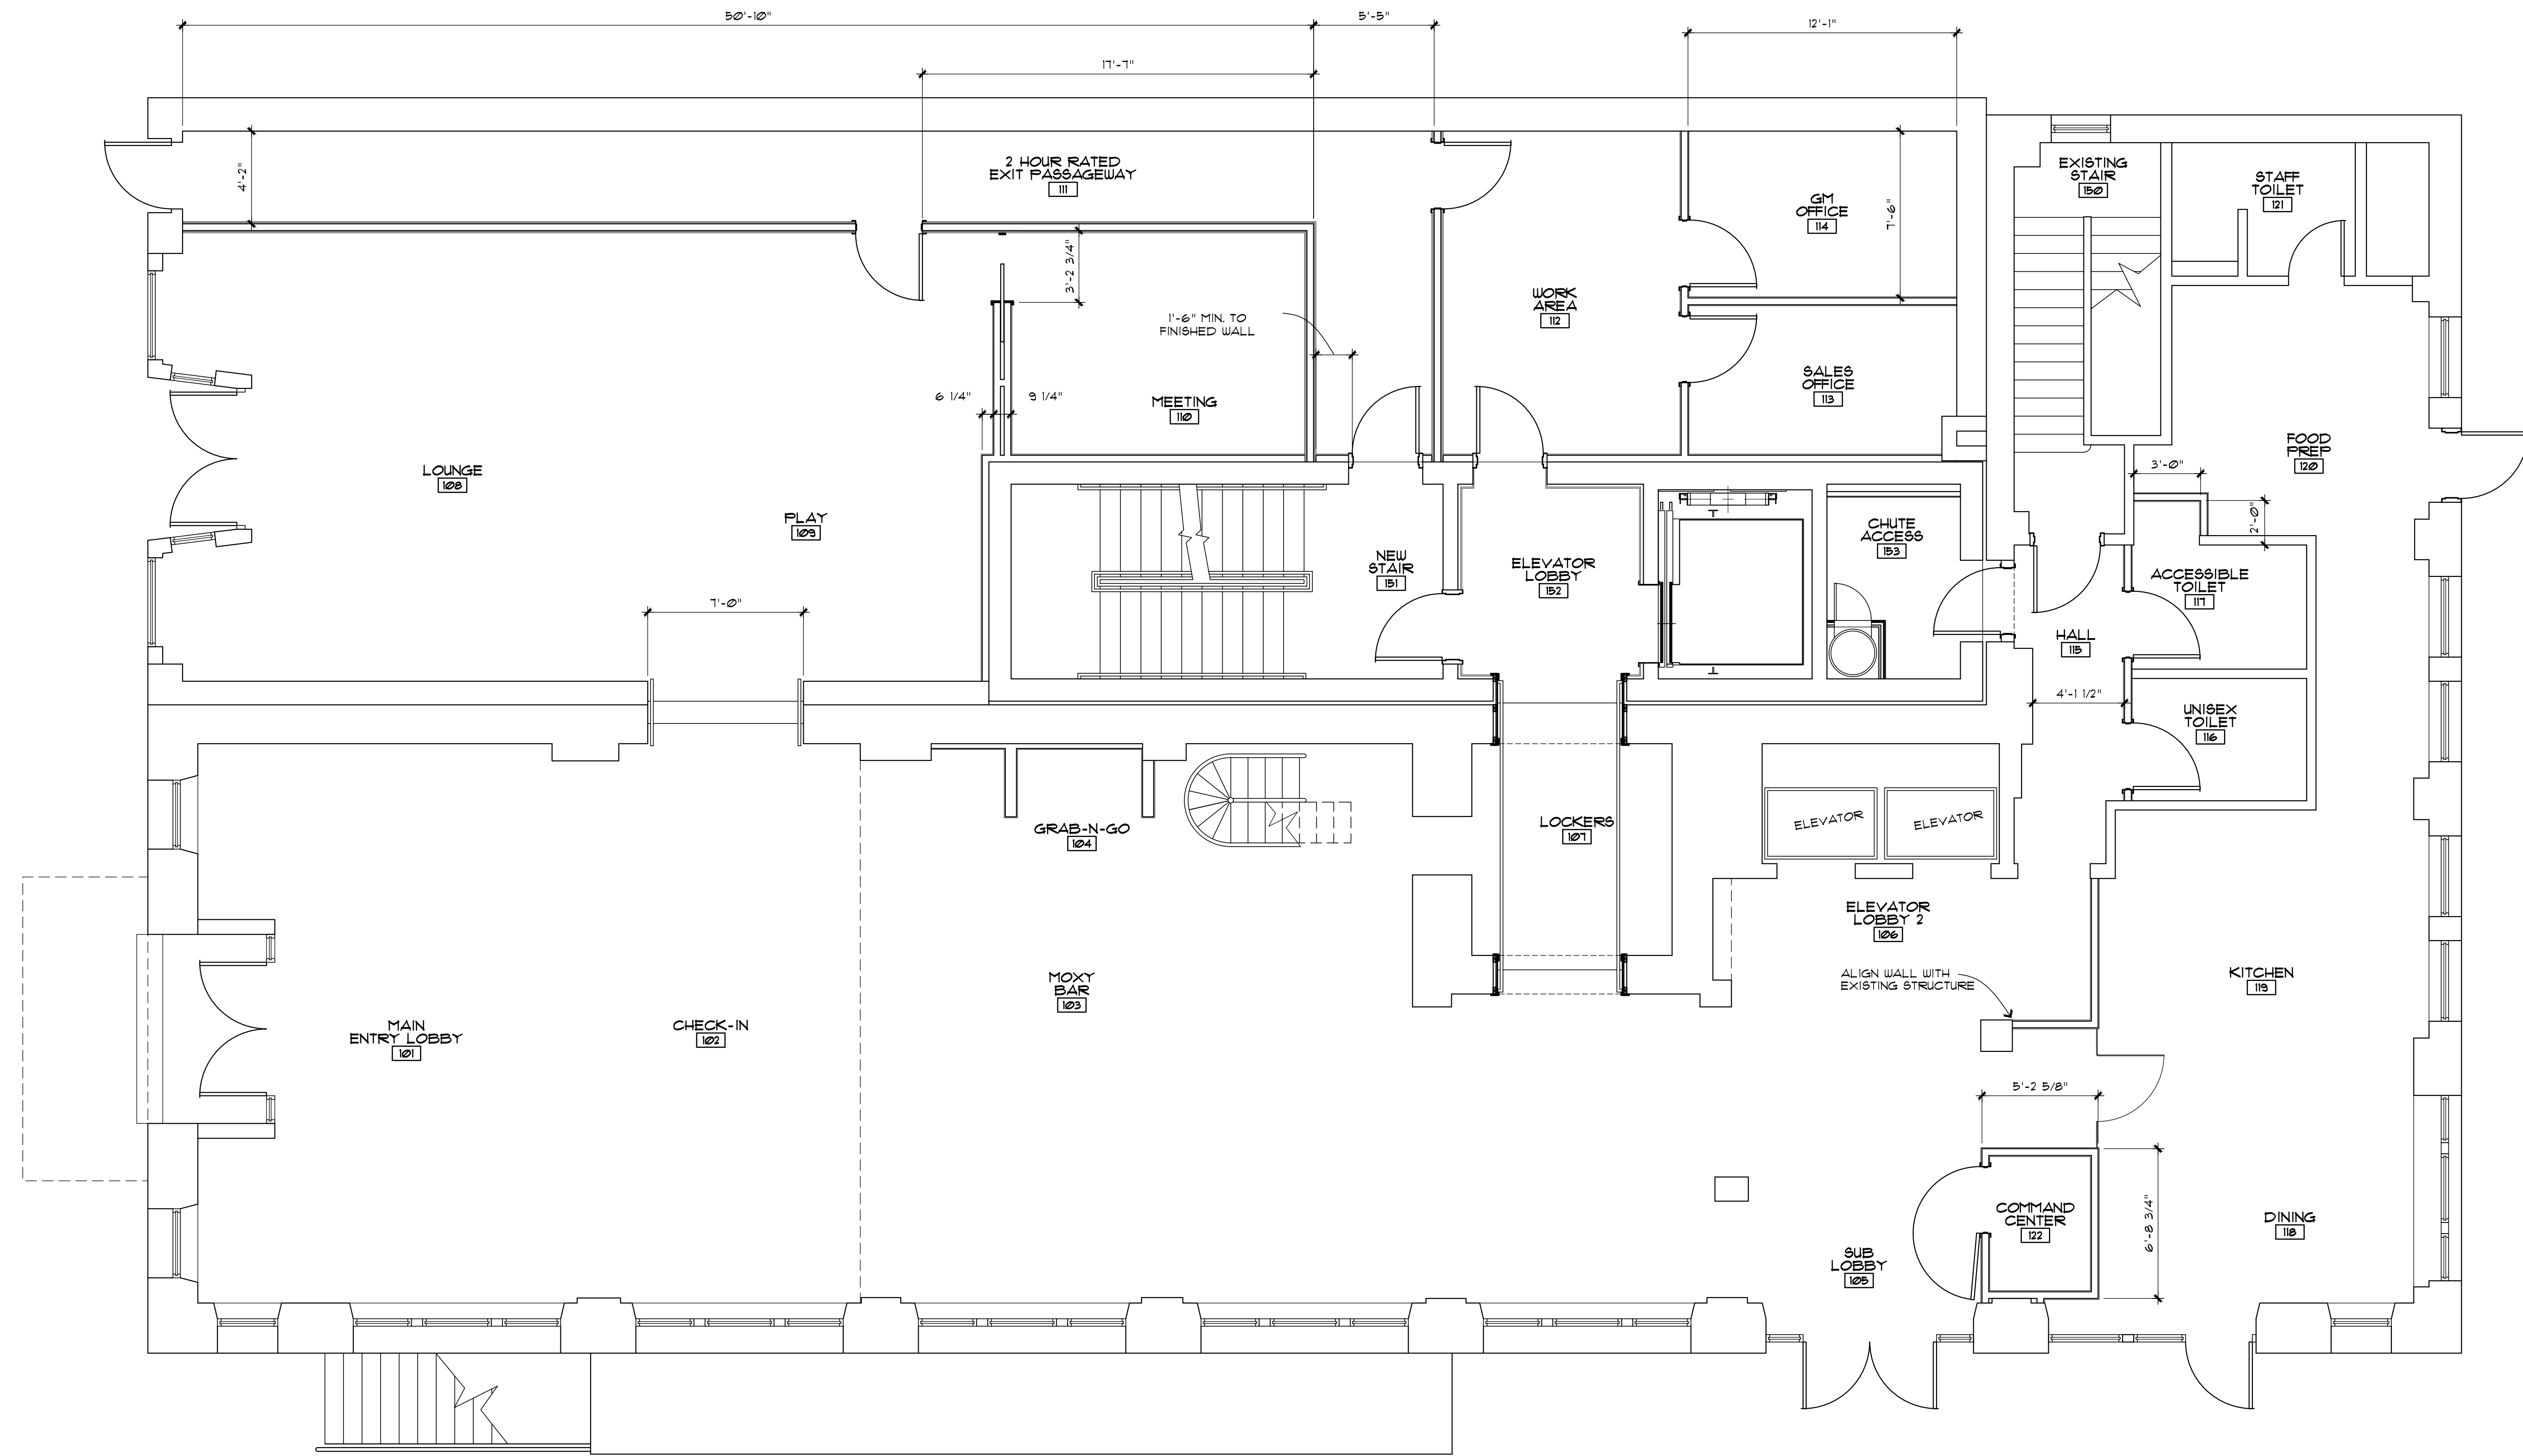 50'-10"
5'-5"
12'-1"
17'-7"
4'-2"
2 HOUR RATED
EXIT PASSAGEWAY
111
3'-2 3/4"
GM
OFFICE
114
7'-6"
EXISTING
STAIR
150
STAFF
TOILET
121
1'-6" MIN. TO
FINISHED WALL
WORK
AREA
112
6 1/4"
9 1/4"
MEETING
110
SALES
OFFICE
113
LOUNGE
108
PLAY
109
FOOD
PREP
120
3'-0"
2'-0"
NEW
STAIR
151
ELEVATOR
LOBBY
152
CHUTE
ACCESS
153
ACCESSIBLE
TOILET
117
7'-0"
HALL
115
4'-1 1/2"
UNISEX
TOILET
116
GRAB-N-GO
104
LOCKERS
107
ELEVATOR
ELEVATOR
ELEVATOR
LOBBY 2
106
ALIGN WALL WITH
EXISTING STRUCTURE
MOXY
BAR
103
KITCHEN
119
MAIN
ENTRY LOBBY
101
CHECK-IN
102
5'-2 5/8"
COMMAND
CENTER
122
6'-8 3/4"
DINING
118
SUB
LOBBY
105